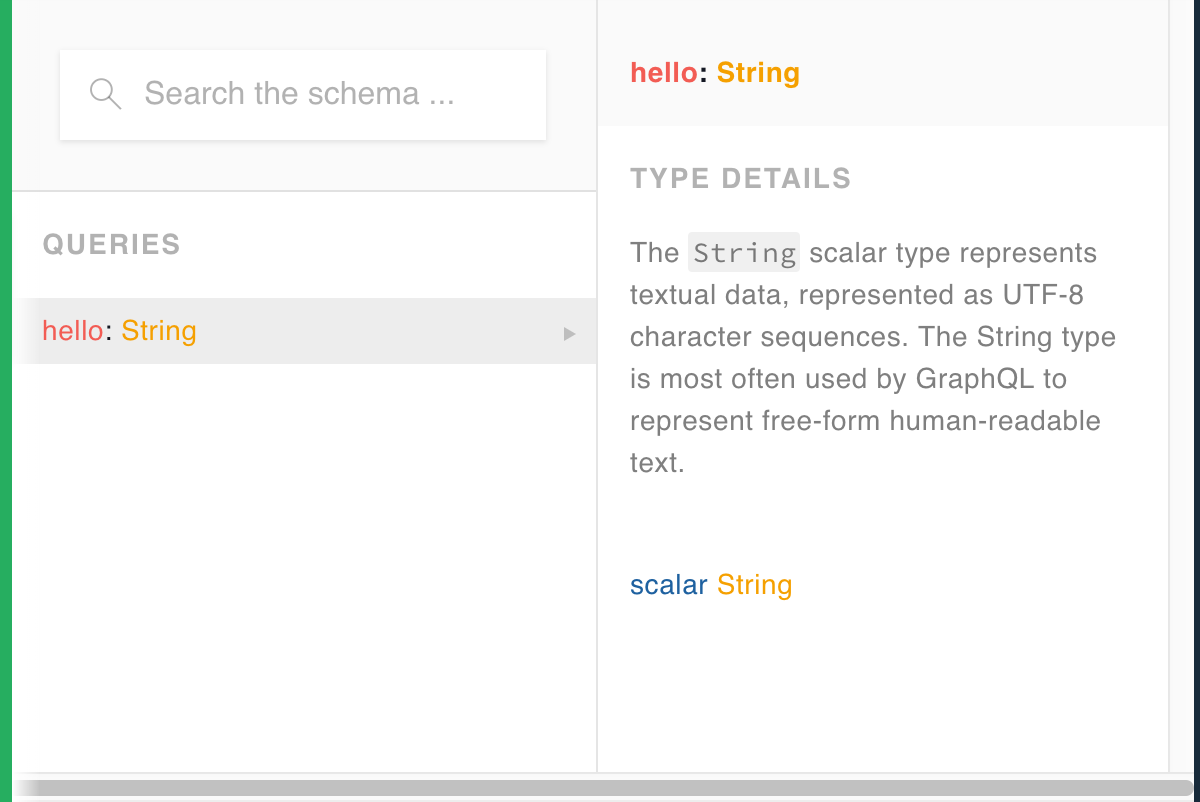 Search the schema ...
QUERIES
hello: String
hello: String
TYPE DETAILS
The String scalar type represents
textual data, represented as UTF-8
character sequences. The String type
is most often used by GraphQL to
represent free-form human-readable
text.
scalar String